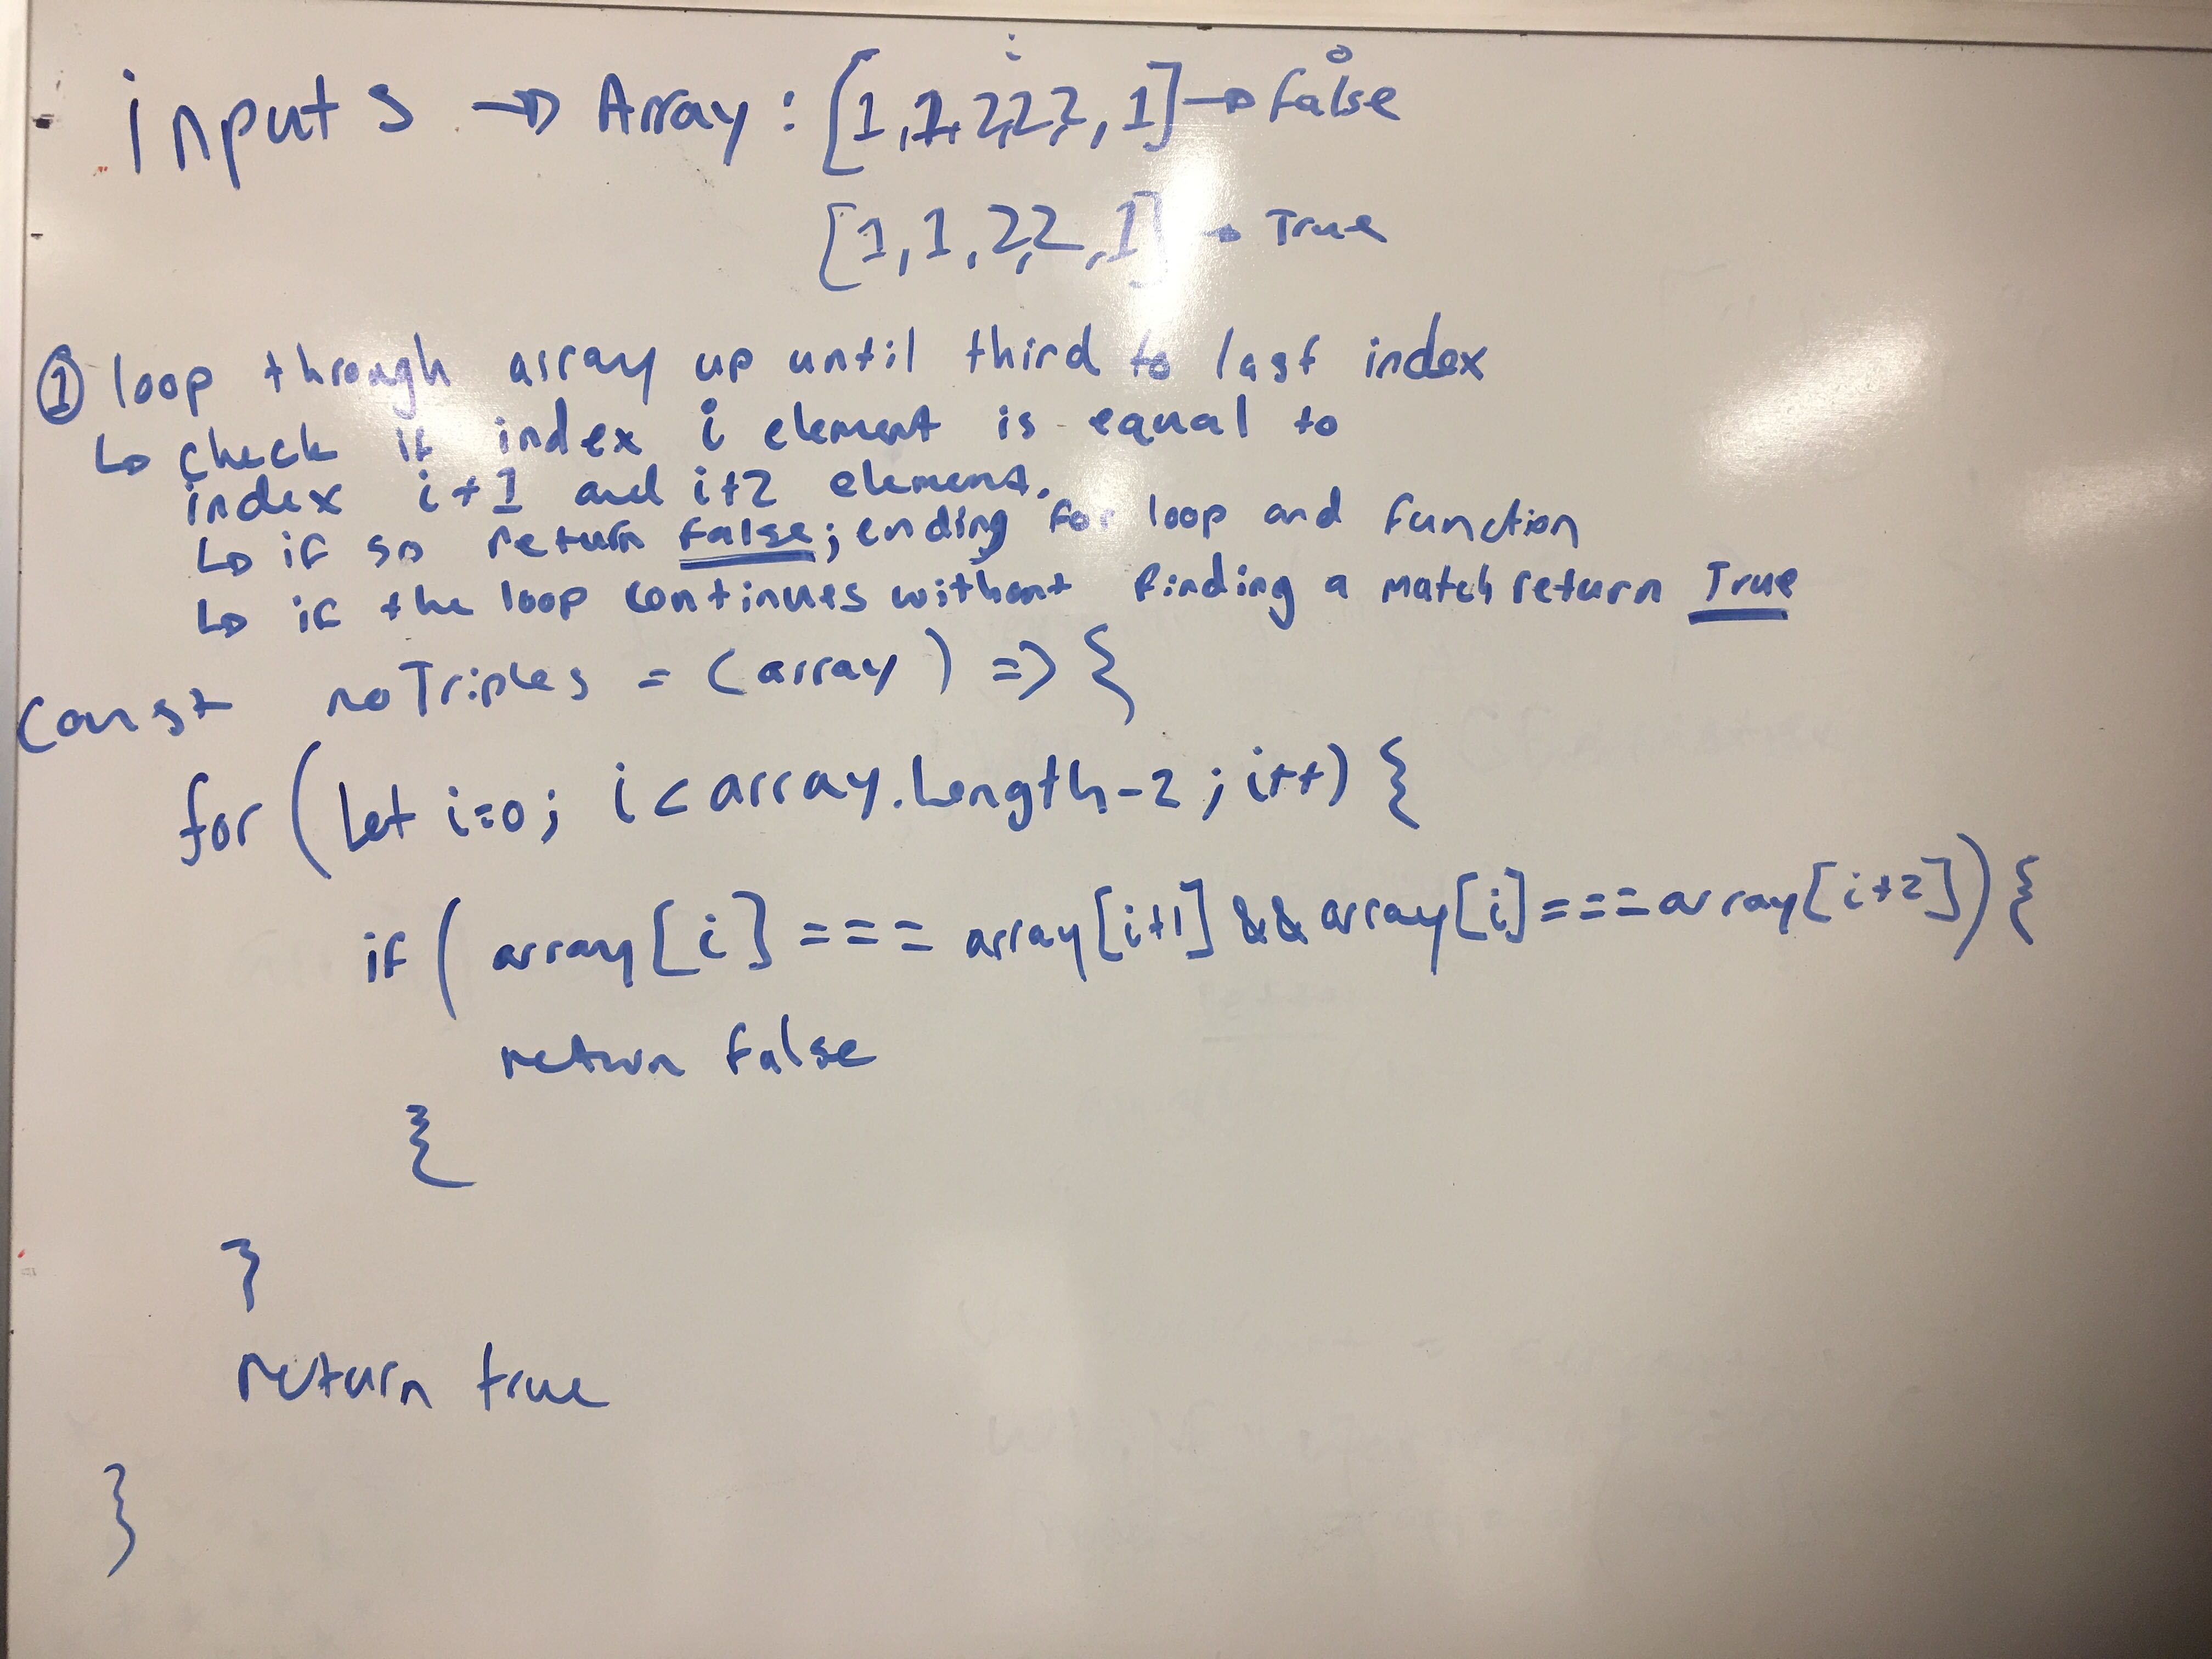 inputs → Array : [1,1,2,2,2,1] → false
[1,1,2,2,1] → True
① loop through array up until third to last index
↳ check if index i element is equal to
index i+1 and i+2 element.
↳ if so return false; ending for loop and function
↳ if the loop continues without finding a match return True
const noTriples = (array) => {
for (let i=0; i < array.length-2; i++) {
if ( array[i] === array[i+1] && array[i] === array[i+2]) {
return false
{
}
return true
}